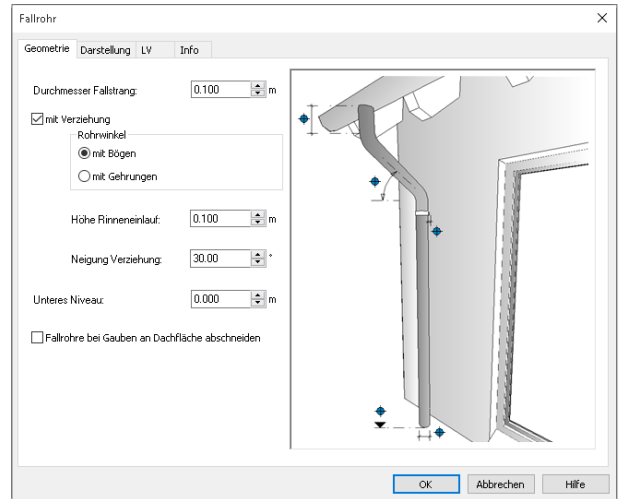 Fallrohr
Geometrie Darstellung LV Info
Durchmesser Fallstrang: 0.100 m
mit Verziehung
Rohrwinkel
mit Bögen
mit Gehrungen
Höhe Rinneneinlauf: 0.100 m
Neigung Verziehung: 30.00 °
Unteres Niveau: 0.000 m
Fallrohre bei Gauben an Dachfläche abschneiden
OK Abbrechen Hilfe